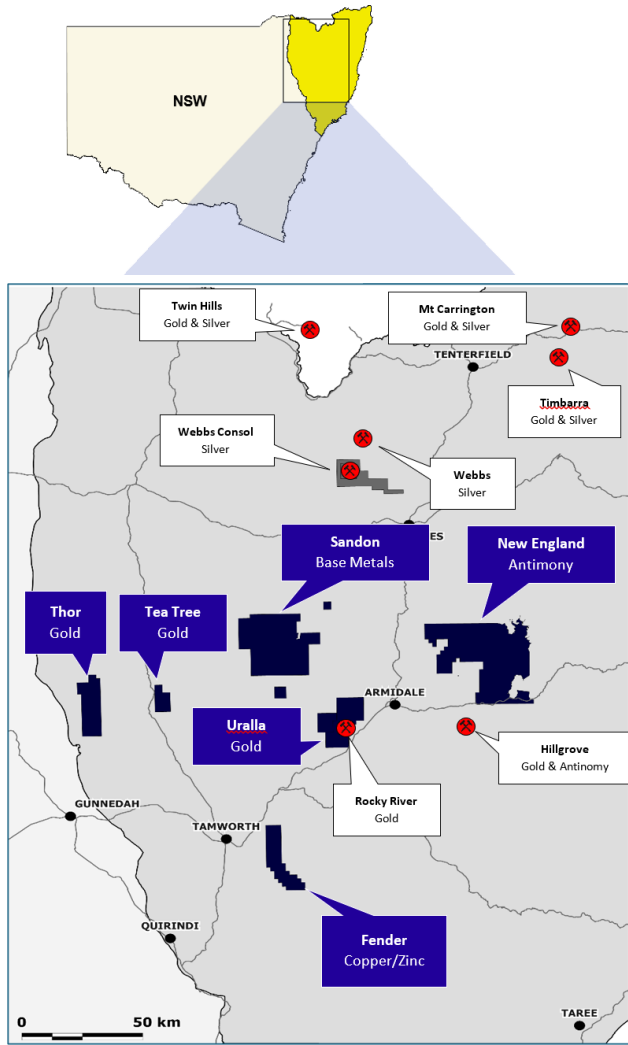 NSW
Twin Hills
Gold & Silver
Mt Carrington
Gold & Silver
TENTERFIELD
Timbarra
Gold & Silver
Webbs Consol
Silver
Webbs
Silver
ES
Sandon
Base Metals
New England
Antimony
Thor
Gold
Tea Tree
Gold
ARMIDALE
Uralla
Gold
Hillgrove
Gold & Antinomy
Rocky River
Gold
GUNNEDAH
TAMWORTH
QUIRINDI
Fender
Copper/Zinc
TAREE
0 50 km